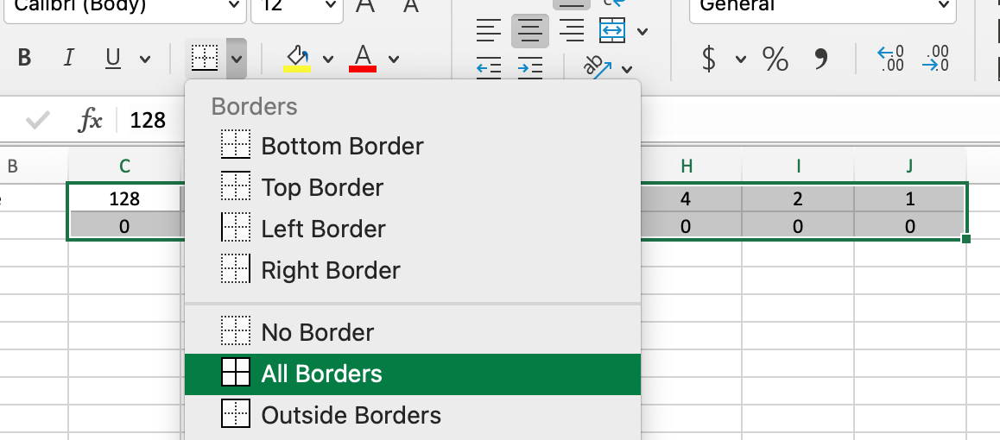 Calibri (Body) 12 A A General
B I U A $ % 9 .0 .00 .00 .0
fx 128
Borders
Bottom Border
Top Border
Left Border
Right Border
No Border
All Borders
Outside Borders
B C H I J
128 4 2 1
0 0 0 0